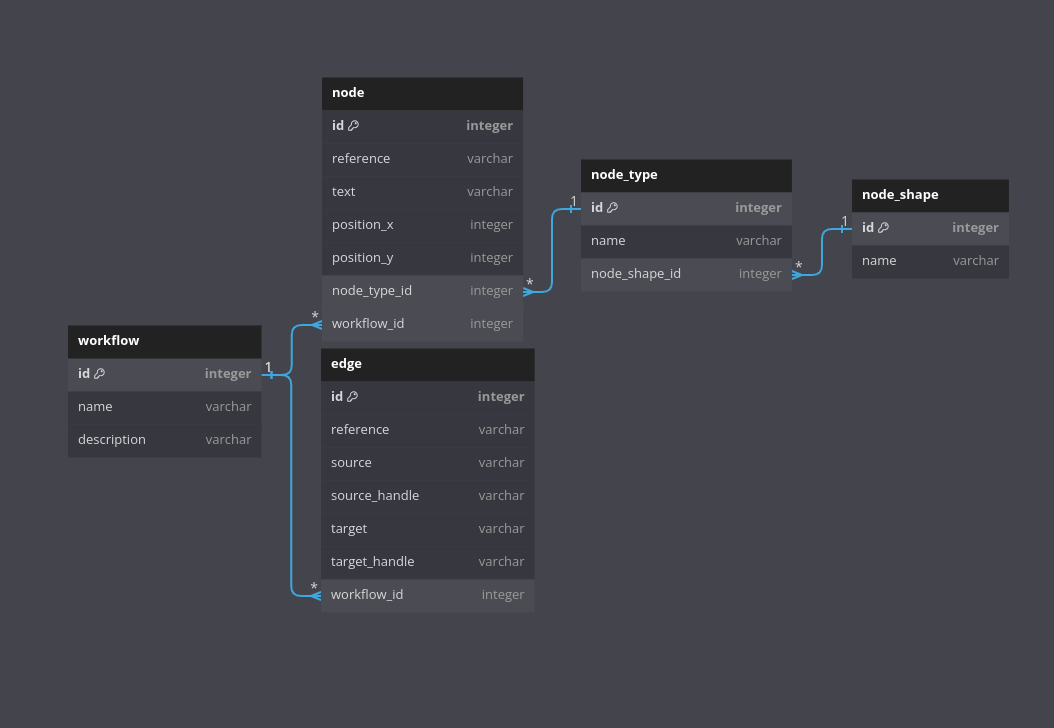 node
id integer
reference varchar
text varchar
position_x integer
position_y integer
node_type_id integer *
* workflow_id integer
node_type
1 id integer
name varchar
node_shape_id integer *
node_shape
1 id integer
name varchar
workflow
id integer 1
name varchar
description varchar
edge
id integer
reference varchar
source varchar
source_handle varchar
target varchar
target_handle varchar
* workflow_id integer